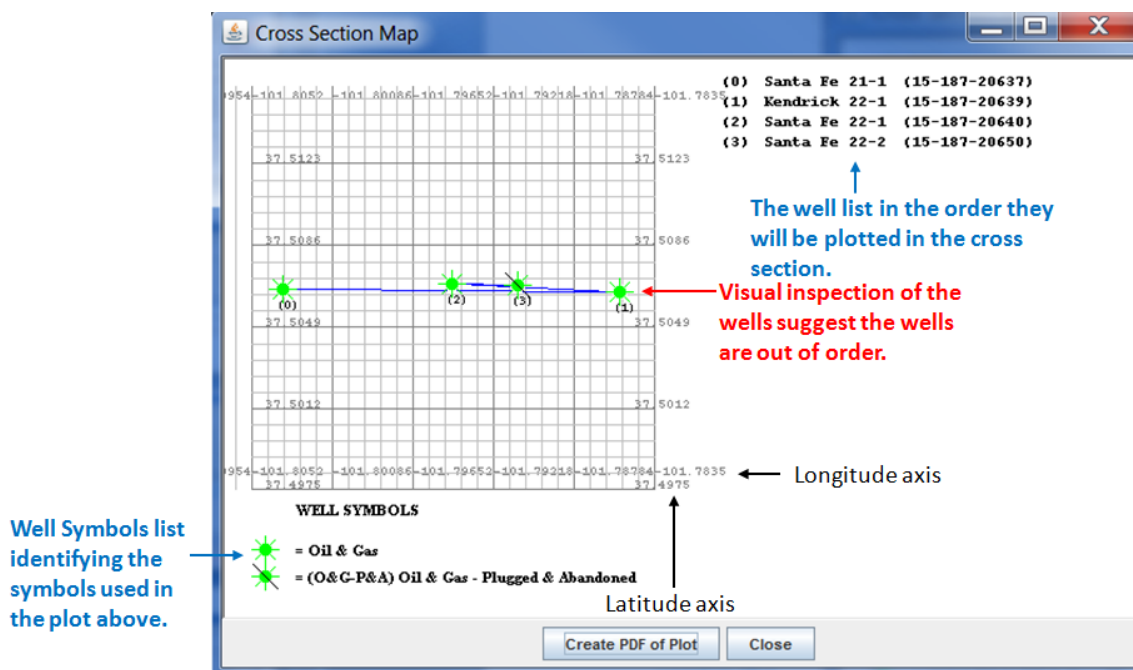 Cross Section Map
(0) Santa Fe 21-1 (15-187-20637)
954-101.8052 -101.80086-101.79652-101.79218-101.78784-101.7835
(1) Kendrick 22-1 (15-187-20639)
(2) Santa Fe 22-1 (15-187-20640)
(3) Santa Fe 22-2 (15-187-20650)
37.5123 37.5123
The well list in the order they
will be plotted in the cross
section.
37.5086 37.5086
Visual inspection of the
wells suggest the wells
are out of order.
(0) (2) (3) (1)
37.5049 37.5049
37.5012 37.5012
954-101.8052 -101.80086-101.79652-101.79218-101.78784-101.7835
Longitude axis
37.4975 37.4975
WELL SYMBOLS
Well Symbols list
identifying the
symbols used in
the plot above.
= Oil & Gas
= (O&G-P&A) Oil & Gas - Plugged & Abandoned
Latitude axis
Create PDF of Plot
Close